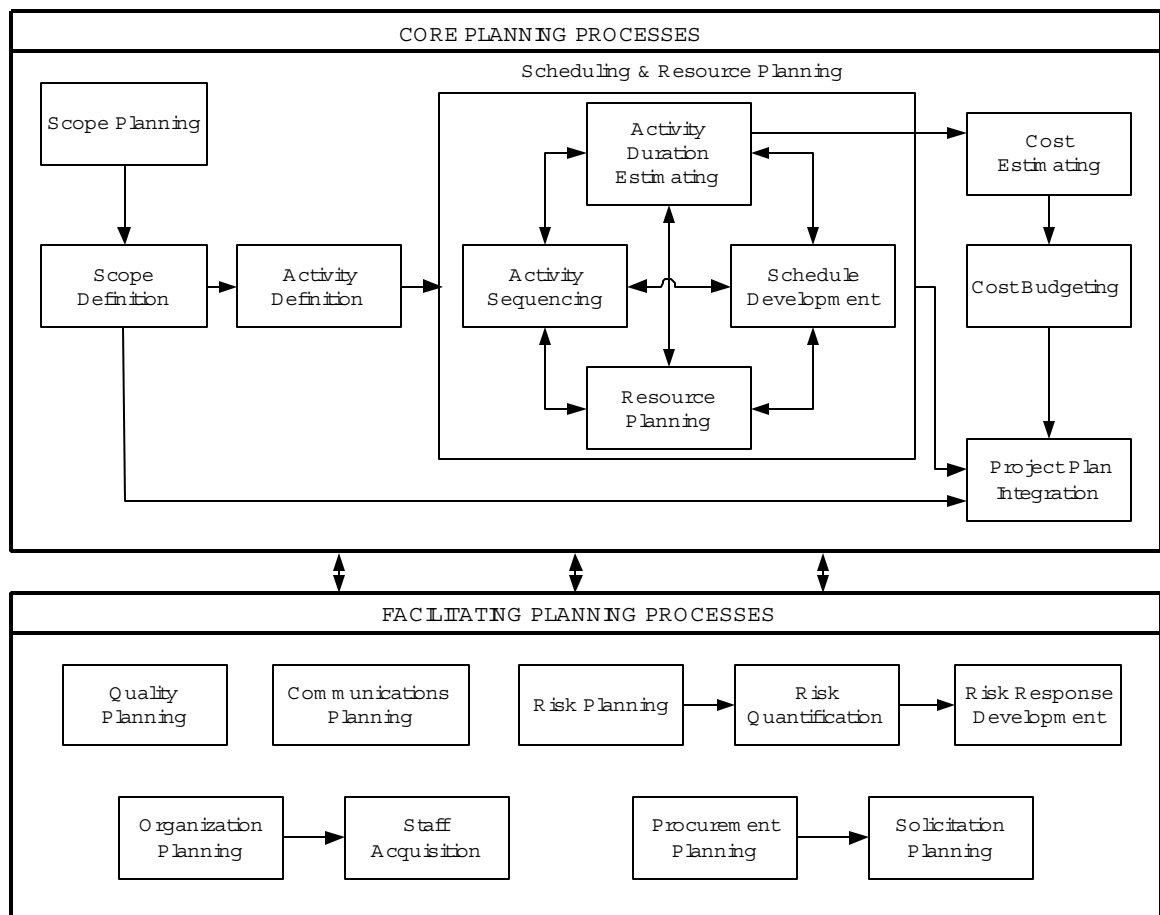 CORE PLANNING PROCESSES
Scheduling & Resource Planning
Scope Planning
Activity
Duration
Estimating
Cost
Estimating
Scope
Definition
Activity
Definition
Activity
Sequencing
Schedule
Development
Cost Budgeting
Resource
Planning
Project Plan
Integration
FACILITATING PLANNING PROCESSES
Quality
Planning
Communications
Planning
Risk Planning
Risk
Quantification
Risk Response
Development
Organization
Planning
Staff
Acquisition
Procurement
Planning
Solicitation
Planning